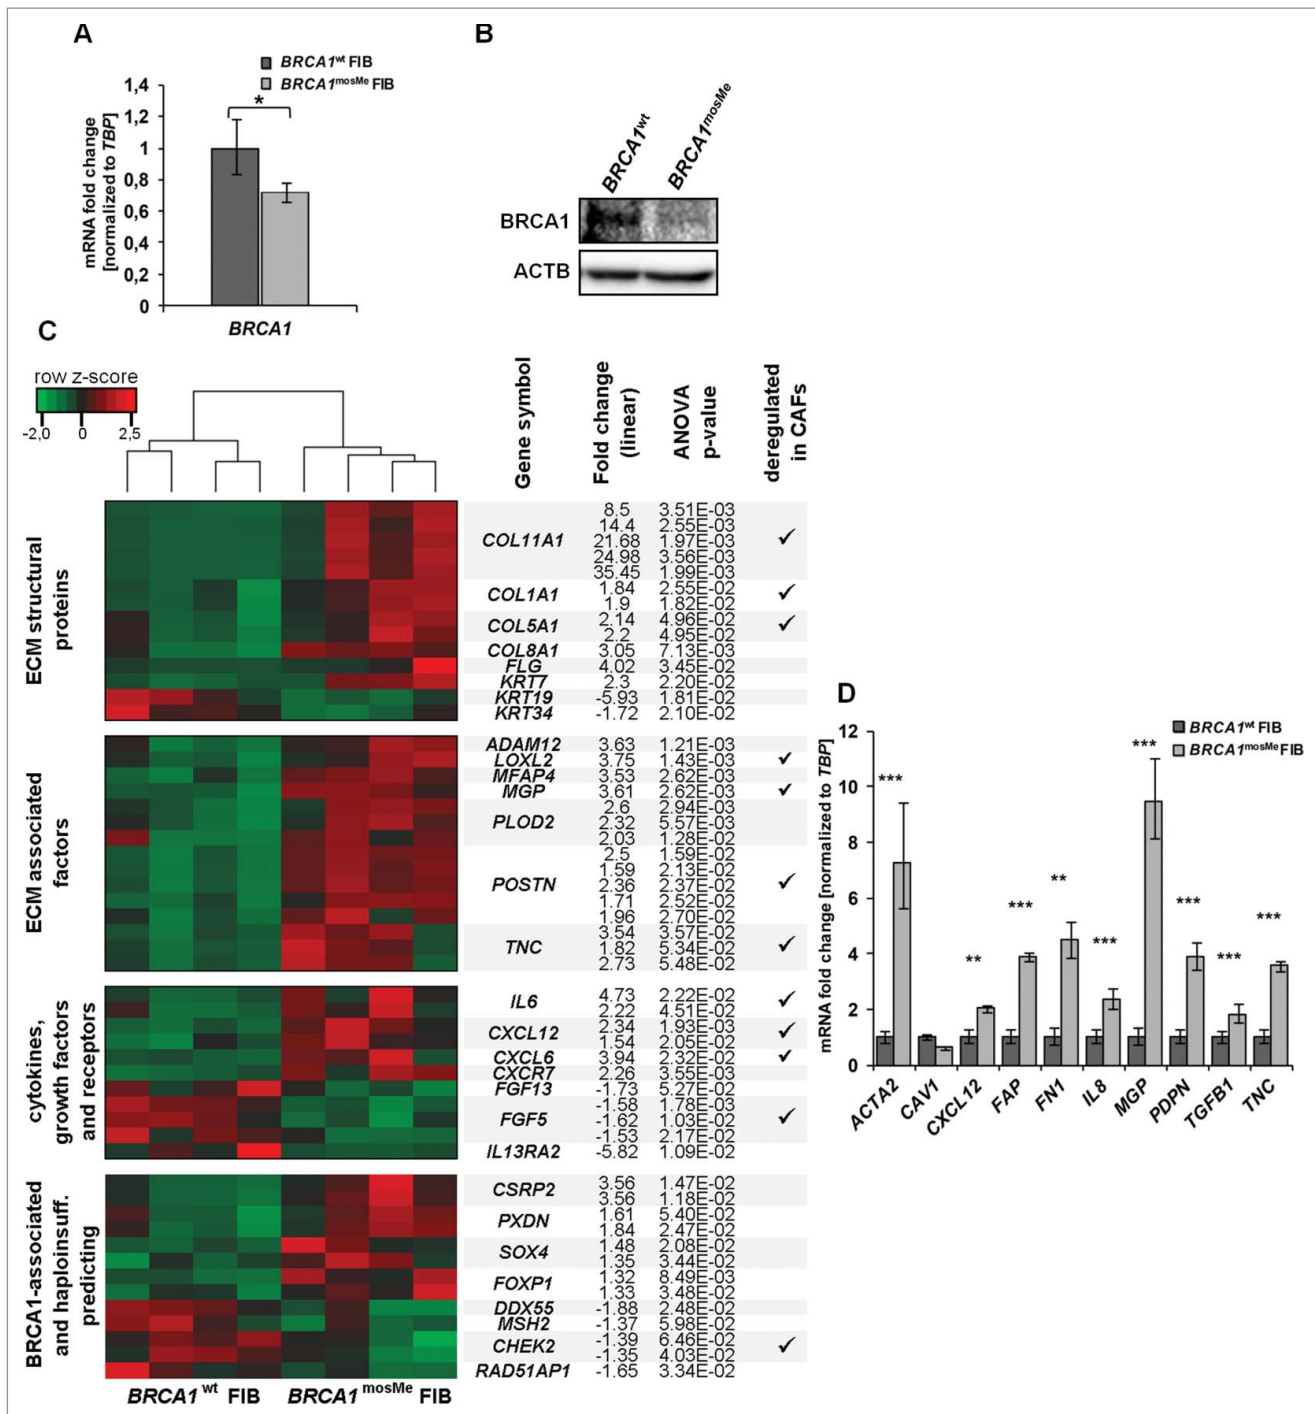 A
BRCA1wt FIB
BRCA1mosMe FIB
mRNA fold change
[normalized to TBP]
1,4
1,2
1
0,8
0,6
0,4
0,2
0
*
BRCA1
B
BRCA1wt
BRCA1mosMe
BRCA1
ACTB
C
row z-score
-2,0 0 2,5
Gene symbol
Fold change
(linear)
ANOVA
p-value
deregulated
in CAFs
ECM structural
proteins
COL11A1 ✓
8.5 3.51E-03
14.4 2.55E-03
21.68 1.97E-03
24.98 3.56E-03
35.45 1.99E-03
COL1A1 ✓
1.84 2.55E-02
1.9 1.82E-02
COL5A1 ✓
2.14 4.96E-02
2.2 4.95E-02
COL8A1 3.05 7.13E-03
FLG 4.02 3.45E-02
KRT7 2.3 2.20E-02
KRT19 -5.93 1.81E-02
KRT34 -1.72 2.10E-02
ECM associated
factors
ADAM12 3.63 1.21E-03
LOXL2 3.75 1.43E-03 ✓
MFAP4 3.53 2.62E-03
MGP 3.61 2.62E-03 ✓
PLOD2
2.6 2.94E-03
2.32 5.57E-03
2.03 1.28E-02
POSTN ✓
2.5 1.59E-02
1.59 2.13E-02
2.36 2.37E-02
1.71 2.52E-02
1.96 2.70E-02
TNC ✓
3.54 3.57E-02
1.82 5.34E-02
2.73 5.48E-02
cytokines,
growth factors
and receptors
IL6 ✓
4.73 2.22E-02
2.22 4.51E-02
CXCL12 ✓
2.34 1.93E-03
1.54 2.05E-02
CXCL6 3.94 2.32E-02 ✓
CXCR7 2.26 3.55E-03
FGF13 -1.73 5.27E-02
FGF5 ✓
-1.58 1.78E-03
-1.62 1.03E-02
-1.53 2.17E-02
IL13RA2 -5.82 1.09E-02
BRCA1-associated
and haploinsuff.
predicting
CSRP2
3.56 1.47E-02
3.56 1.18E-02
PXDN
1.61 5.40E-02
1.84 2.47E-02
SOX4
1.48 2.08E-02
1.35 3.44E-02
FOXP1
1.32 8.49E-03
1.33 3.48E-02
DDX55 -1.88 2.48E-02
MSH2 -1.37 5.98E-02
CHEK2 ✓
-1.39 6.46E-02
-1.35 4.03E-02
RAD51AP1 -1.65 3.34E-02
BRCA1wt FIB
BRCA1mosMe FIB
D
BRCA1wt FIB
BRCA1mosMe FIB
mRNA fold change [normalized to TBP]
12
10
8
6
4
2
0
***
**
***
**
***
***
***
***
***
ACTA2
CAV1
CXCL12
FAP
FN1
IL8
MGP
PDPN
TGFB1
TNC